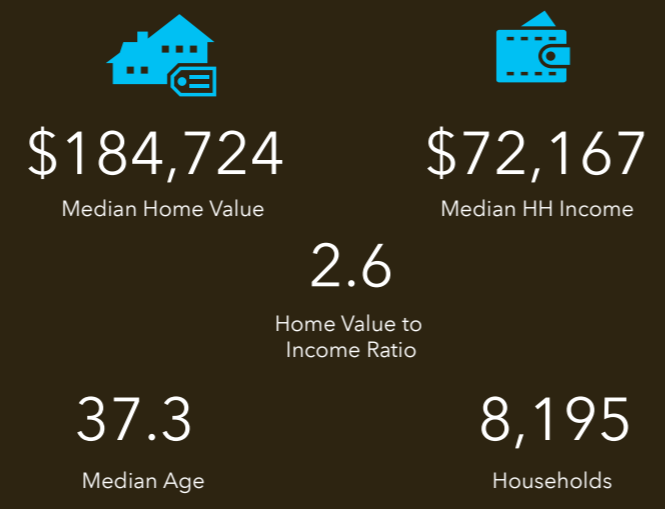 $184,724
Median Home Value
$72,167
Median HH Income
2.6
Home Value to
Income Ratio
37.3
Median Age
8,195
Households